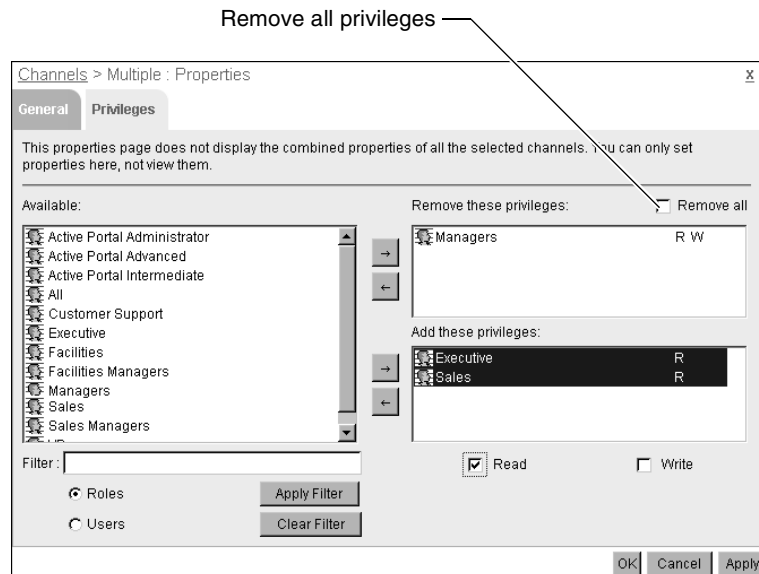 Remove all privileges
Channels > Multiple : Properties
x
General
Privileges
This properties page does not display the combined properties of all the selected channels. You can only set
properties here, not view them.
Available:
Remove these privileges:
Remove all
Active Portal Administrator
Active Portal Advanced
Active Portal Intermediate
All
Customer Support
Executive
Facilities
Facilities Managers
Managers
Sales
Sales Managers
→
←
Managers R W
Add these privileges:
→
←
Executive R
Sales R
Filter :
Read
Write
Roles
Apply Filter
Users
Clear Filter
OK
Cancel
Apply